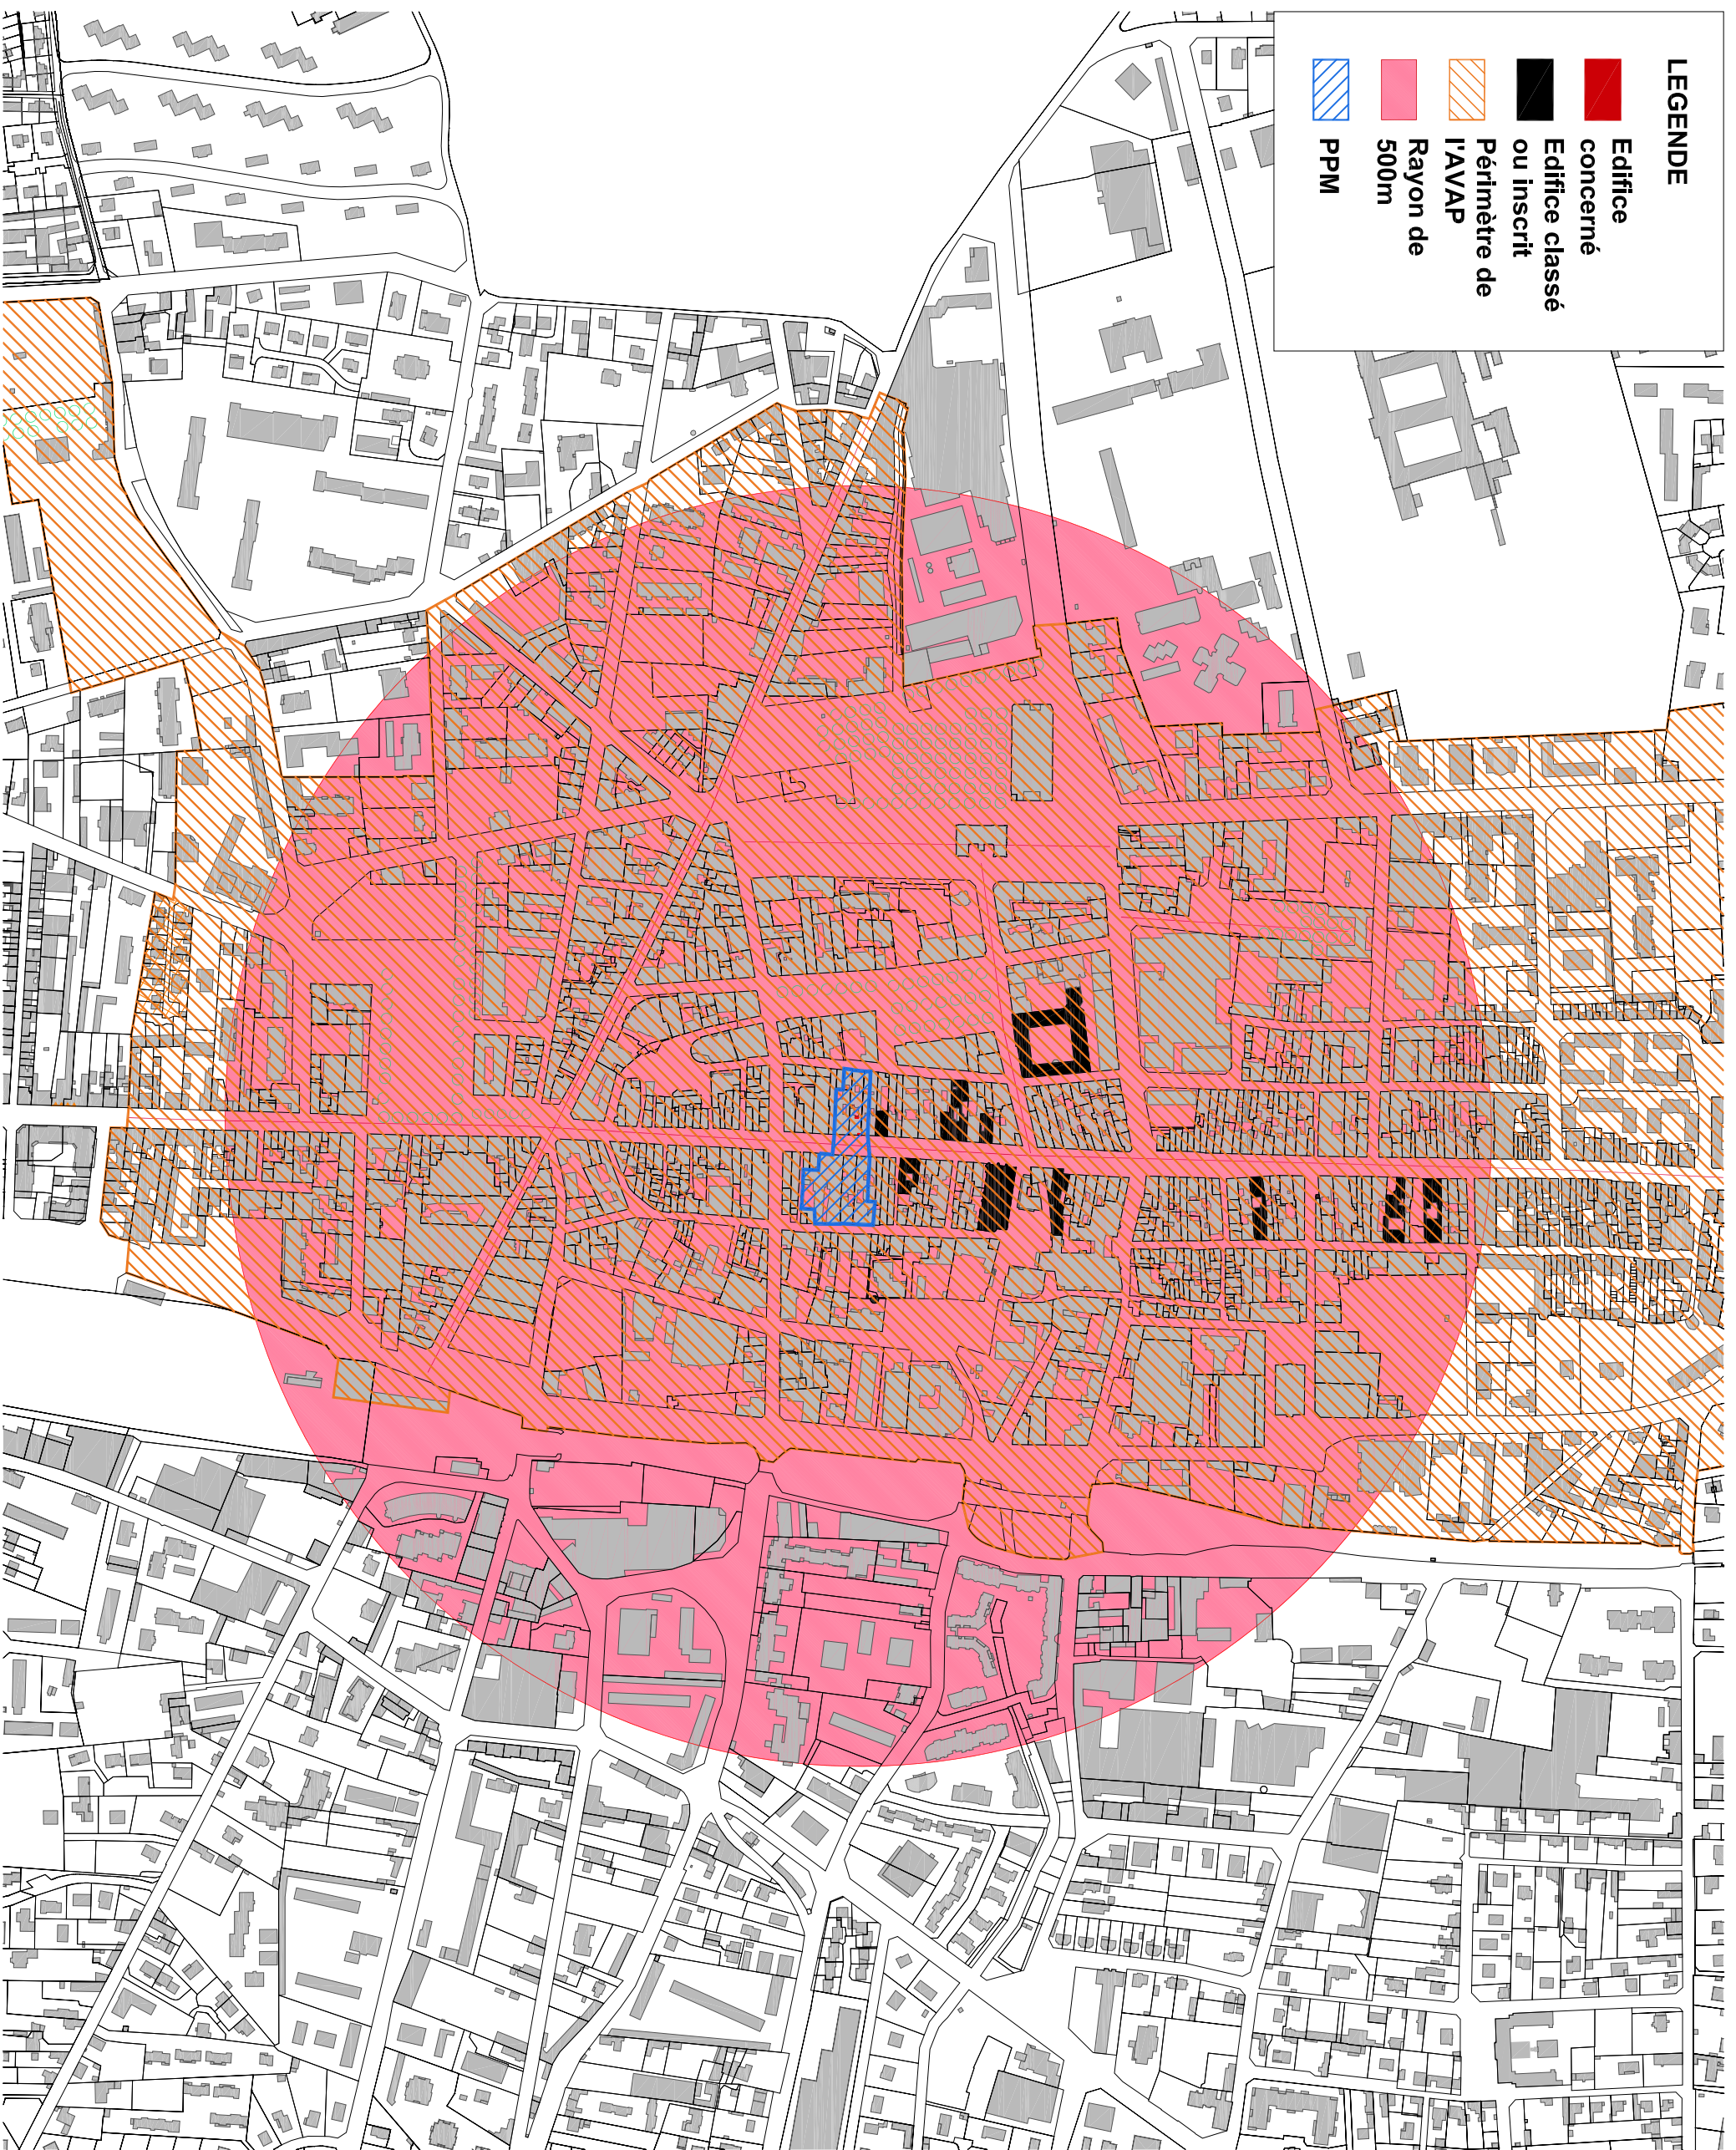 LEGENDE
Edifice
concerné
Edifice classé
ou inscrit
Périmètre de
l'AVAP
Rayon de
500m
PPM